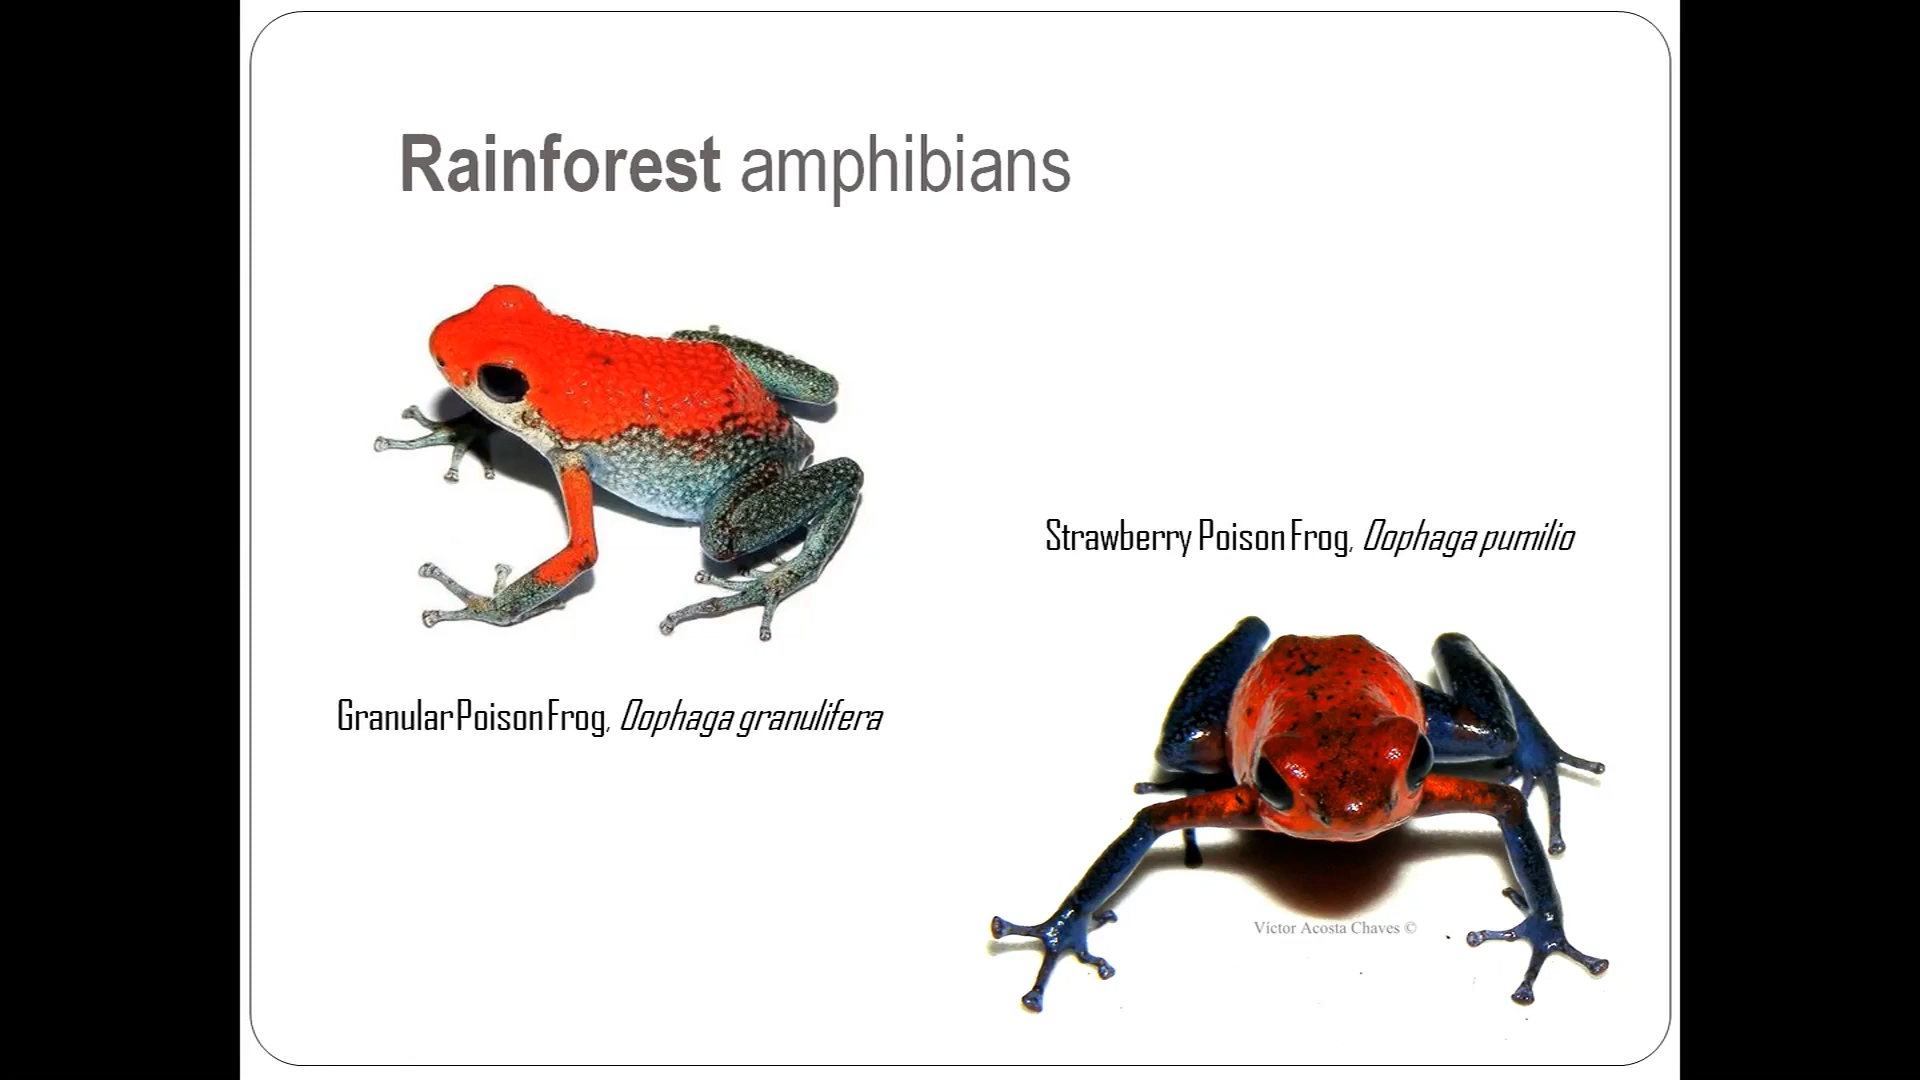 Rainforest amphibians
Strawberry Poison Frog, Oophaga pumilio
Granular Poison Frog, Oophaga granulifera
Víctor Acosta Chaves ©